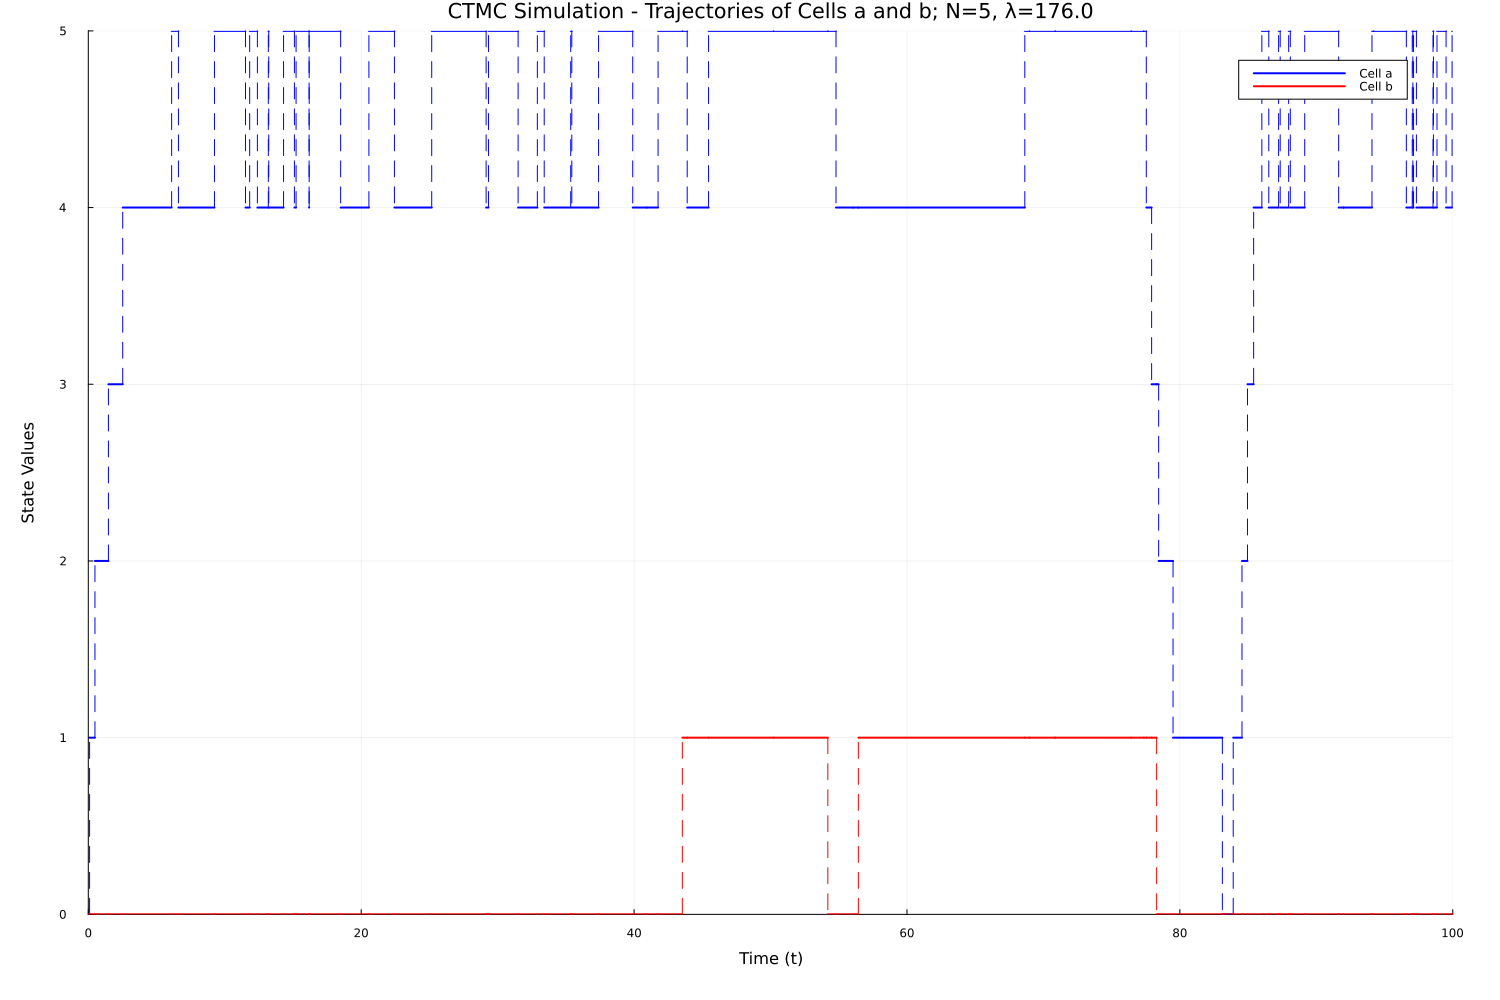 CTMC Simulation - Trajectories of Cells a and b; N=5, λ=176.0
5
Cell a
Cell b
4
3
State Values
2
1
0
0 20 40 60 80 100
Time (t)